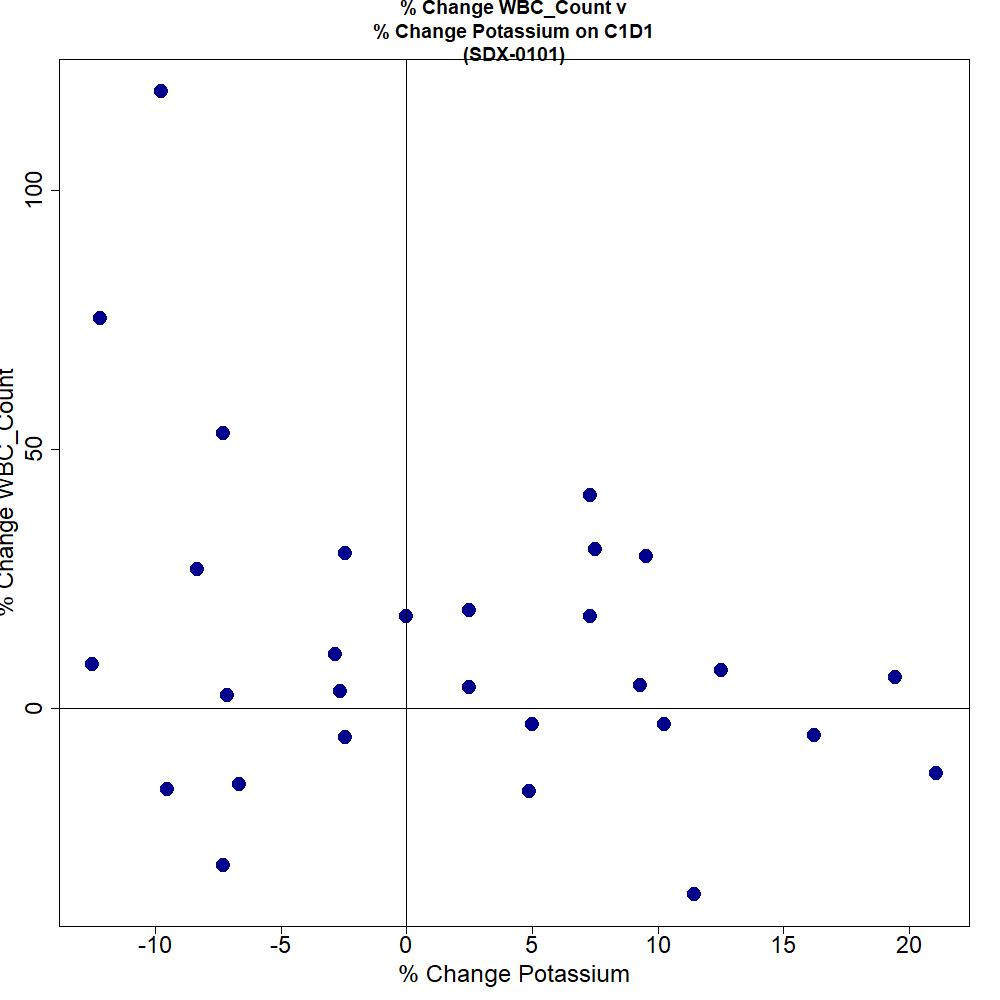 % Change WBC_Count v
% Change Potassium on C1D1
(SDX-0101)
100
50
0
% Change WBC_Count
-10 -5 0 5 10 15 20
% Change Potassium